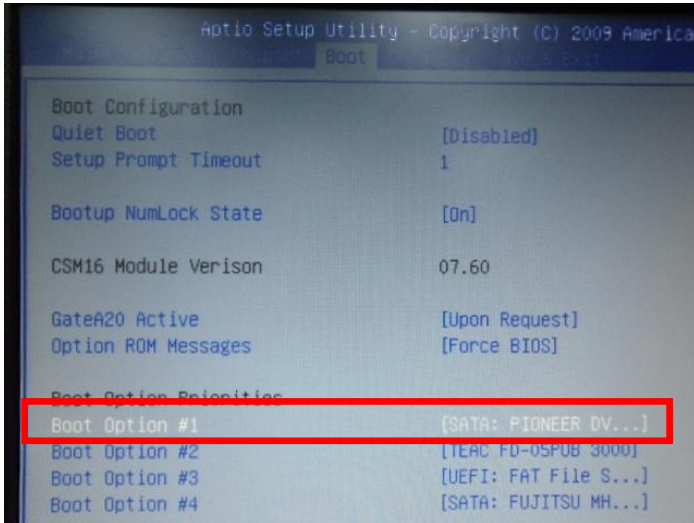 Aptio Setup Utility - Copyright (C) 2009 America
Boot & Exit
Boot Configuration
Quiet Boot [Disabled]
Setup Prompt Timeout 1
Bootup NumLock State [On]
CSM16 Module Verison 07.60
GateA20 Active [Upon Request]
Option ROM Messages [Force BIOS]
Boot Option Priorities
Boot Option #1 [SATA: PIONEER DV...]
Boot Option #2 [TEAC FD-05PUB 3000]
Boot Option #3 [UEFI: FAT File S...]
Boot Option #4 [SATA: FUJITSU MH...]